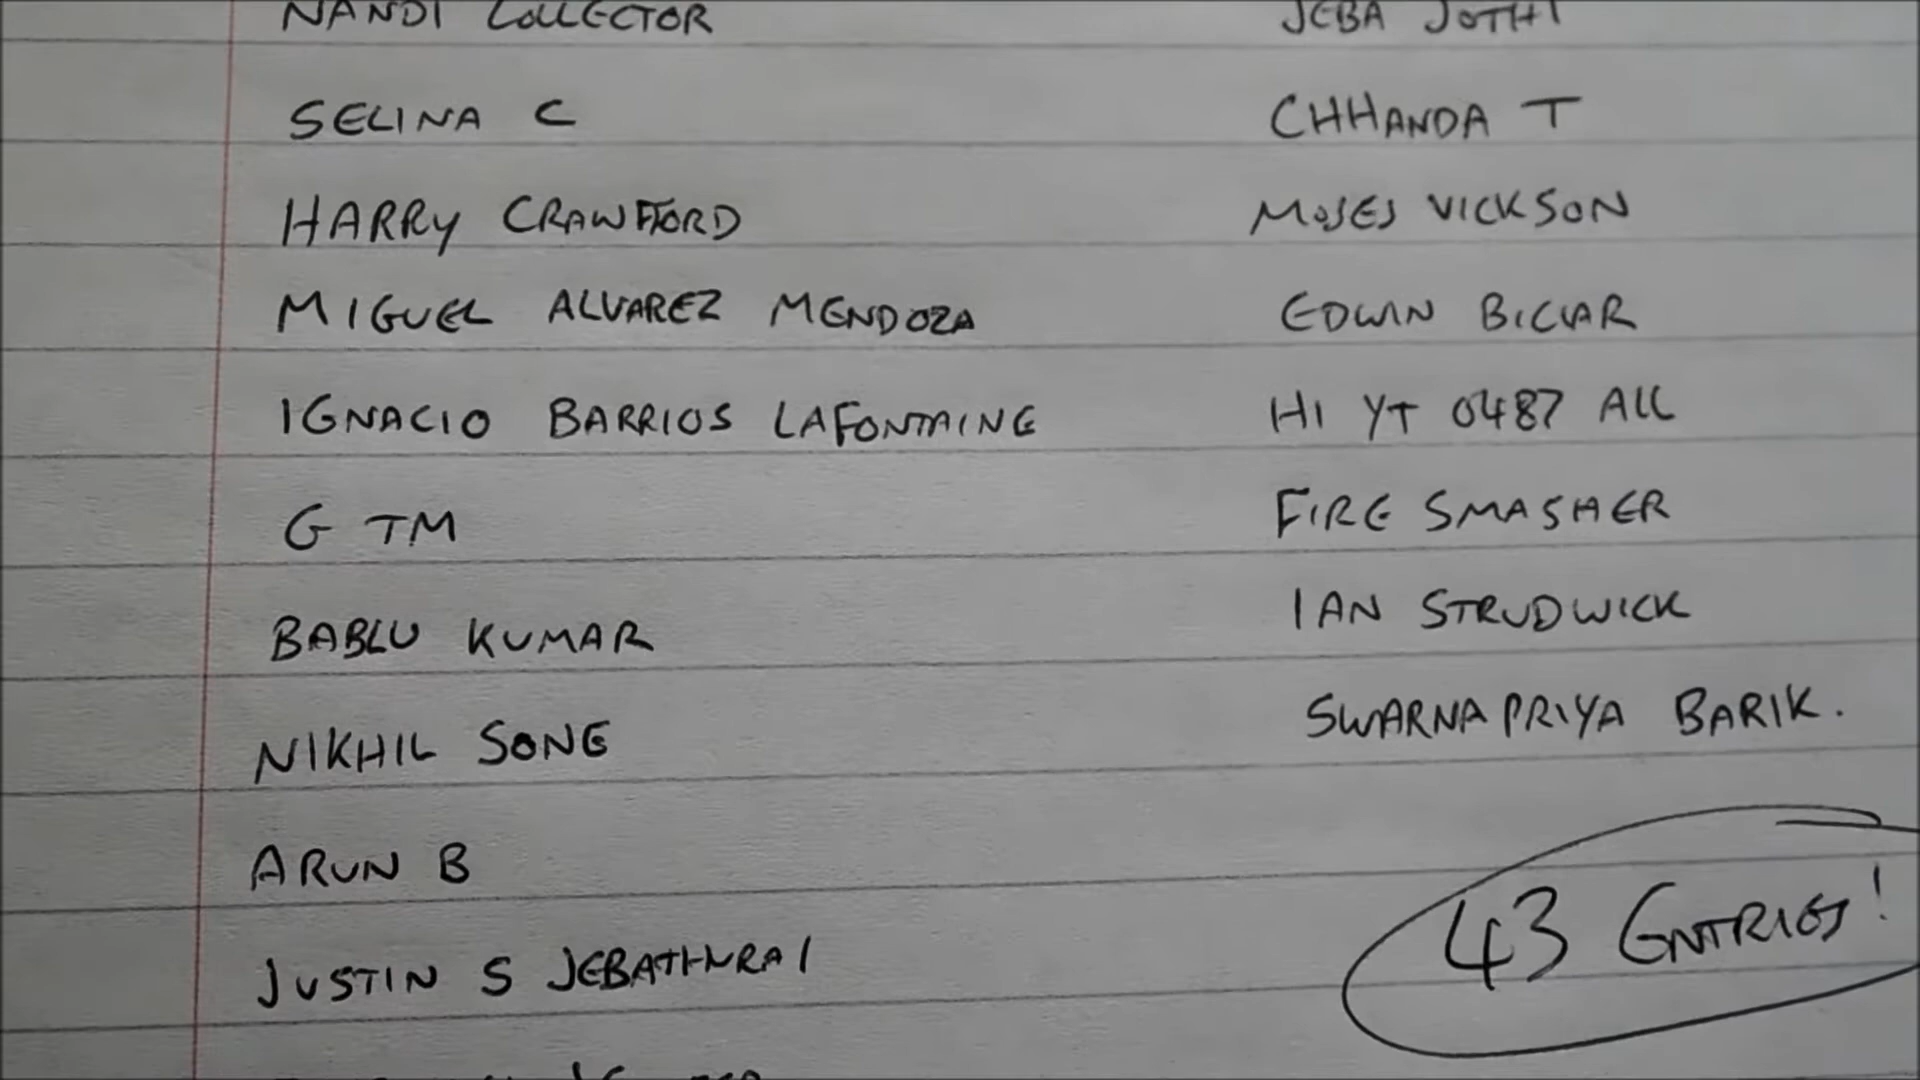 NANDI COLLECTOR
SELINA C
HARRY CRAWFORD
MIGUEL ALVAREZ MENDOZA
IGNACIO BARRIOS LAFONTAINE
G TM
BABLU KUMAR
NIKHIL SONE
ARUN B
JUSTIN S JEBATHURAI
JEBA JOTHI
CHHANDA T
MOSES VICKSON
EDWIN
HI YT 0487 ALL
FIRE SMASHER
IAN STRUDWICK
SWARNAPRIYA BARIK.
43 ENTRIES!